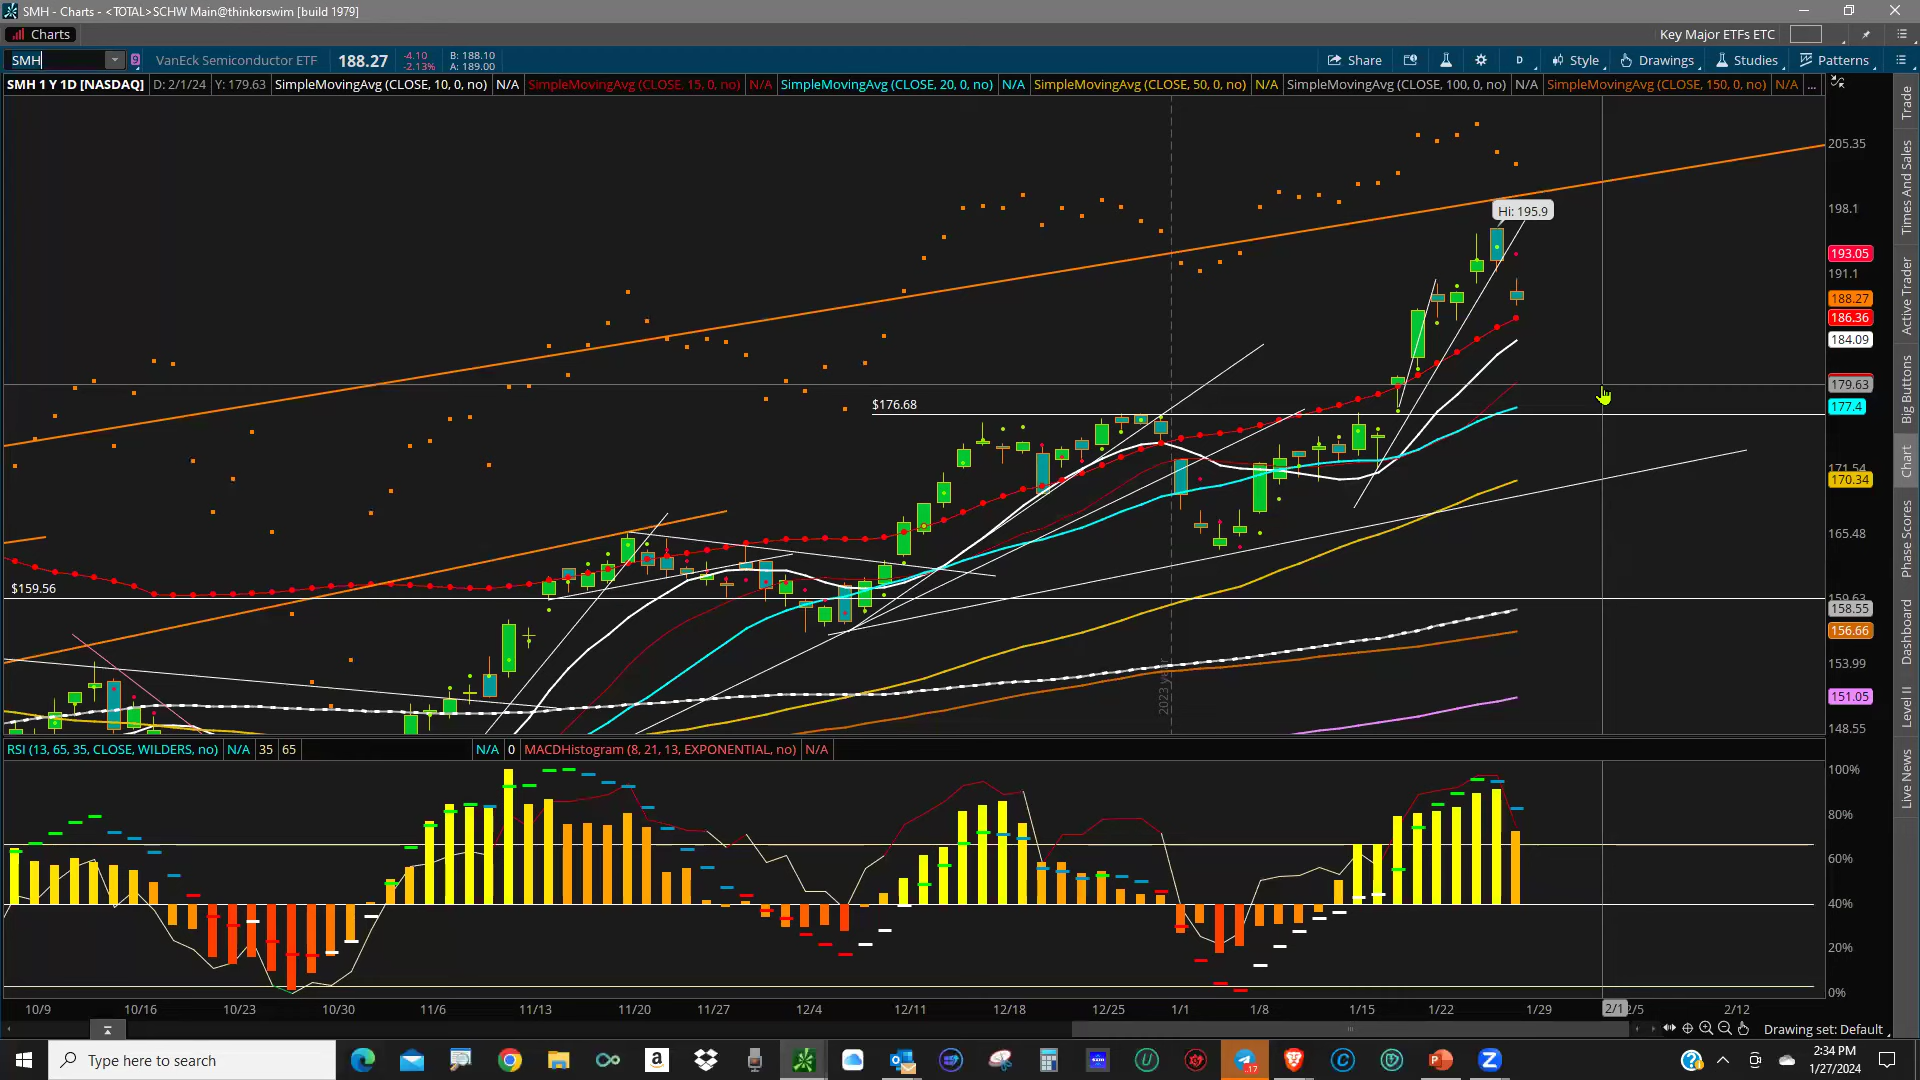 SMH - Charts - <TOTAL>SCHW Main@thinkorswim [build 1979]
Charts
Key Major ETFs ETC
SMH
9
VanEck Semiconductor ETF
188.27
-4.10
-2.13%
B: 188.10
A: 189.00
Share
D
Style
Drawings
Studies
Patterns
SMH 1 Y 1D [NASDAQ]
D: 2/1/24
Y: 179.63
SimpleMovingAvg (CLOSE, 10, 0, no)
N/A
SimpleMovingAvg (CLOSE, 15, 0, no)
N/A
SimpleMovingAvg (CLOSE, 20, 0, no)
N/A
SimpleMovingAvg (CLOSE, 50, 0, no)
N/A
SimpleMovingAvg (CLOSE, 100, 0, no)
N/A
SimpleMovingAvg (CLOSE, 150, 0, no)
N/A
...
205.35
198.1
193.05
191.1
188.27
186.36
184.09
179.63
177.4
171.54
170.34
165.48
159.63
158.55
156.66
153.99
151.05
148.55
Hi: 195.9
$176.68
$159.56
2023 year
Trade
Times And Sales
Active Trader
Big Buttons
Chart
Phase Scores
Dashboard
Level II
Live News
RSI (13, 65, 35, CLOSE, WILDERS, no)
N/A
35
65
N/A
0
MACDHistogram (8, 21, 13, EXPONENTIAL, no)
N/A
100%
80%
60%
40%
20%
0%
10/9
10/16
10/23
10/30
11/6
11/13
11/20
11/27
12/4
12/11
12/18
12/25
1/1
1/8
1/15
1/22
1/29
2/1
2/5
2/12
Drawing set: Default
Type here to search
17
2:34 PM
1/27/2024